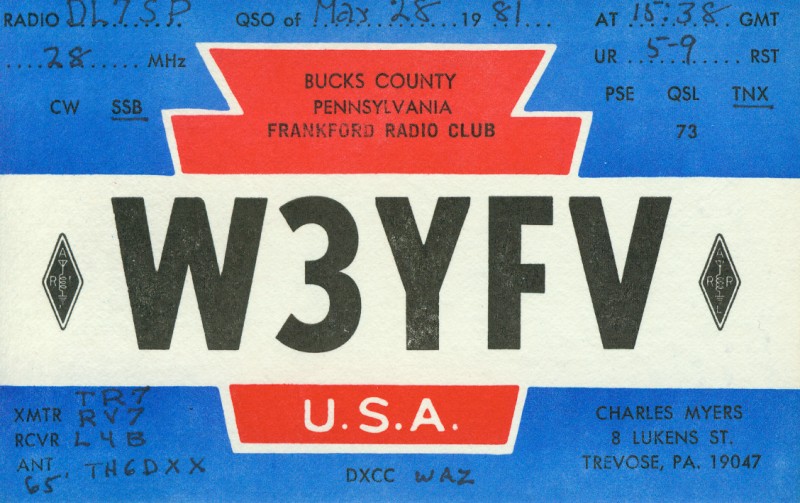 RADIO DL7SP QSO of Mar 28 1981 AT 15:38 GMT
28 MHz UR 5-9 RST
CW SSB PSE QSL TNX
73
BUCKS COUNTY
PENNSYLVANIA
FRANKFORD RADIO CLUB
W3YFV
A R R L
A R R L
U.S.A.
XMTR TR7
RV7
RCVR L4B
ANT 65' TH6DXX
DXCC WAZ
CHARLES MYERS
8 LUKENS ST.
TREVOSE, PA. 19047